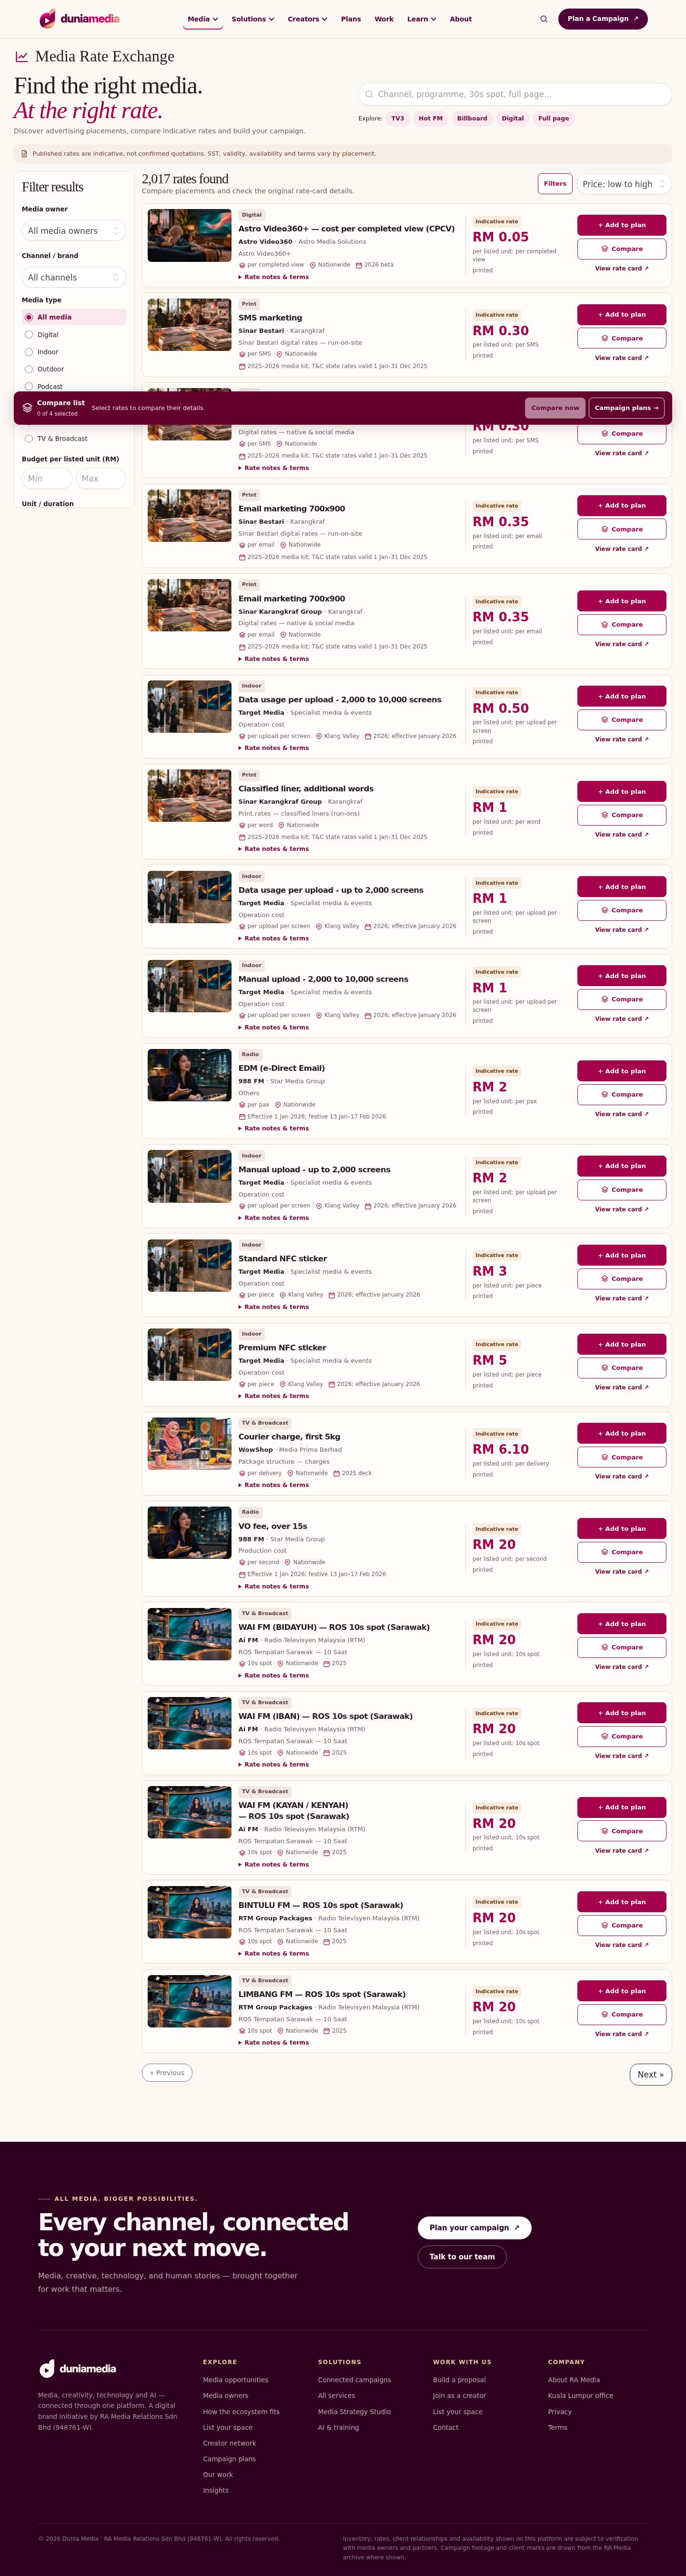 duniamedia
Media
Solutions
Creators
Plans
Work
Learn
About
Plan a Campaign ↗
Media Rate Exchange
Find the right media.
At the right rate.
Discover advertising placements, compare indicative rates and build your campaign.
Channel, programme, 30s spot, full page...
Explore:
TV3
Hot FM
Billboard
Digital
Full page
Published rates are indicative, not confirmed quotations. SST, validity, availability and terms vary by placement.
Filter results
Media owner
All media owners
Channel / brand
All channels
Media type
All media
Digital
Indoor
Outdoor
Podcast
TV & Broadcast
Budget per listed unit (RM)
Min
Max
Unit / duration
2,017 rates found
Compare placements and check the original rate-card details.
Filters
Price: low to high
Digital
Astro Video360+ — cost per completed view (CPCV)
Astro Video360 · Astro Media Solutions
Astro Video360+
per completed view
Nationwide
2026 beta
Rate notes & terms
Indicative rate
RM 0.05
per listed unit: per completed
view
printed
+ Add to plan
Compare
View rate card ↗
Print
SMS marketing
Sinar Bestari · Karangkraf
Sinar Bestari digital rates — run-on-site
per SMS
Nationwide
2025–2026 media kit; T&C state rates valid 1 Jan–31 Dec 2025
Indicative rate
RM 0.30
per listed unit: per SMS
printed
+ Add to plan
Compare
View rate card ↗
Compare list
0 of 4 selected
Select rates to compare their details.
Compare now
Campaign plans →
Digital rates — native & social media
per SMS
Nationwide
2025–2026 media kit; T&C state rates valid 1 Jan–31 Dec 2025
Rate notes & terms
RM 0.30
per listed unit: per SMS
printed
Compare
View rate card ↗
Print
Email marketing 700x900
Sinar Bestari · Karangkraf
Sinar Bestari digital rates — run-on-site
per email
Nationwide
2025–2026 media kit; T&C state rates valid 1 Jan–31 Dec 2025
Indicative rate
RM 0.35
per listed unit: per email
printed
+ Add to plan
Compare
View rate card ↗
Print
Email marketing 700x900
Sinar Karangkraf Group · Karangkraf
Digital rates — native & social media
per email
Nationwide
2025–2026 media kit; T&C state rates valid 1 Jan–31 Dec 2025
Rate notes & terms
Indicative rate
RM 0.35
per listed unit: per email
printed
+ Add to plan
Compare
View rate card ↗
Indoor
Data usage per upload - 2,000 to 10,000 screens
Target Media · Specialist media & events
Operation cost
per upload per screen
Klang Valley
2026; effective January 2026
Rate notes & terms
Indicative rate
RM 0.50
per listed unit: per upload per
screen
printed
+ Add to plan
Compare
View rate card ↗
Print
Classified liner, additional words
Sinar Karangkraf Group · Karangkraf
Print rates — classified liners (run-ons)
per word
Nationwide
2025–2026 media kit; T&C state rates valid 1 Jan–31 Dec 2025
Rate notes & terms
Indicative rate
RM 1
per listed unit: per word
printed
+ Add to plan
Compare
View rate card ↗
Indoor
Data usage per upload - up to 2,000 screens
Target Media · Specialist media & events
Operation cost
per upload per screen
Klang Valley
2026; effective January 2026
Rate notes & terms
Indicative rate
RM 1
per listed unit: per upload per
screen
printed
+ Add to plan
Compare
View rate card ↗
Indoor
Manual upload - 2,000 to 10,000 screens
Target Media · Specialist media & events
Operation cost
per upload per screen
Klang Valley
2026; effective January 2026
Rate notes & terms
Indicative rate
RM 1
per listed unit: per upload per
screen
printed
+ Add to plan
Compare
View rate card ↗
Radio
EDM (e-Direct Email)
988 FM · Star Media Group
Others
per pax
Nationwide
Effective 1 Jan 2026; festive 13 Jan–17 Feb 2026
Rate notes & terms
Indicative rate
RM 2
per listed unit: per pax
printed
+ Add to plan
Compare
View rate card ↗
Indoor
Manual upload - up to 2,000 screens
Target Media · Specialist media & events
Operation cost
per upload per screen
Klang Valley
2026; effective January 2026
Rate notes & terms
Indicative rate
RM 2
per listed unit: per upload per
screen
printed
+ Add to plan
Compare
View rate card ↗
Indoor
Standard NFC sticker
Target Media · Specialist media & events
Operation cost
per piece
Klang Valley
2026; effective January 2026
Rate notes & terms
Indicative rate
RM 3
per listed unit: per piece
printed
+ Add to plan
Compare
View rate card ↗
Indoor
Premium NFC sticker
Target Media · Specialist media & events
Operation cost
per piece
Klang Valley
2026; effective January 2026
Rate notes & terms
Indicative rate
RM 5
per listed unit: per piece
printed
+ Add to plan
Compare
View rate card ↗
TV & Broadcast
Courier charge, first 5kg
WowShop · Media Prima Berhad
Package structure — charges
per delivery
Nationwide
2025 deck
Rate notes & terms
Indicative rate
RM 6.10
per listed unit: per delivery
printed
+ Add to plan
Compare
View rate card ↗
Radio
VO fee, over 15s
988 FM · Star Media Group
Production cost
per second
Nationwide
Effective 1 Jan 2026; festive 13 Jan–17 Feb 2026
Rate notes & terms
Indicative rate
RM 20
per listed unit: per second
printed
+ Add to plan
Compare
View rate card ↗
TV & Broadcast
WAI FM (BIDAYUH) — ROS 10s spot (Sarawak)
Ai FM · Radio Televisyen Malaysia (RTM)
ROS Tempatan Sarawak — 10 Saat
10s spot
Nationwide
2025
Rate notes & terms
Indicative rate
RM 20
per listed unit: 10s spot
printed
+ Add to plan
Compare
View rate card ↗
TV & Broadcast
WAI FM (IBAN) — ROS 10s spot (Sarawak)
Ai FM · Radio Televisyen Malaysia (RTM)
ROS Tempatan Sarawak — 10 Saat
10s spot
Nationwide
2025
Rate notes & terms
Indicative rate
RM 20
per listed unit: 10s spot
printed
+ Add to plan
Compare
View rate card ↗
TV & Broadcast
WAI FM (KAYAN / KENYAH)
— ROS 10s spot (Sarawak)
Ai FM · Radio Televisyen Malaysia (RTM)
ROS Tempatan Sarawak — 10 Saat
10s spot
Nationwide
2025
Rate notes & terms
Indicative rate
RM 20
per listed unit: 10s spot
printed
+ Add to plan
Compare
View rate card ↗
TV & Broadcast
BINTULU FM — ROS 10s spot (Sarawak)
RTM Group Packages · Radio Televisyen Malaysia (RTM)
ROS Tempatan Sarawak — 10 Saat
10s spot
Nationwide
2025
Rate notes & terms
Indicative rate
RM 20
per listed unit: 10s spot
printed
+ Add to plan
Compare
View rate card ↗
TV & Broadcast
LIMBANG FM — ROS 10s spot (Sarawak)
RTM Group Packages · Radio Televisyen Malaysia (RTM)
ROS Tempatan Sarawak — 10 Saat
10s spot
Nationwide
2025
Rate notes & terms
Indicative rate
RM 20
per listed unit: 10s spot
printed
+ Add to plan
Compare
View rate card ↗
« Previous
Next »
ALL MEDIA. BIGGER POSSIBILITIES.
Every channel, connected
to your next move.
Media, creative, technology, and human stories — brought together
for work that matters.
Plan your campaign ↗
Talk to our team
duniamedia
Media, creativity, technology and AI —
connected through one platform. A digital
brand initiative by RA Media Relations Sdn
Bhd (948761-W).
EXPLORE
Media opportunities
Media owners
How the ecosystem fits
List your space
Creator network
Campaign plans
Our work
Insights
SOLUTIONS
Connected campaigns
All services
Media Strategy Studio
AI & training
WORK WITH US
Build a proposal
Join as a creator
List your space
Contact
COMPANY
About RA Media
Kuala Lumpur office
Privacy
Terms
© 2026 Dunia Media · RA Media Relations Sdn Bhd (948761-W). All rights reserved.
Inventory, rates, client relationships and availability shown on this platform are subject to verification
with media owners and partners. Campaign footage and client marks are drawn from the RA Media
archive where shown.